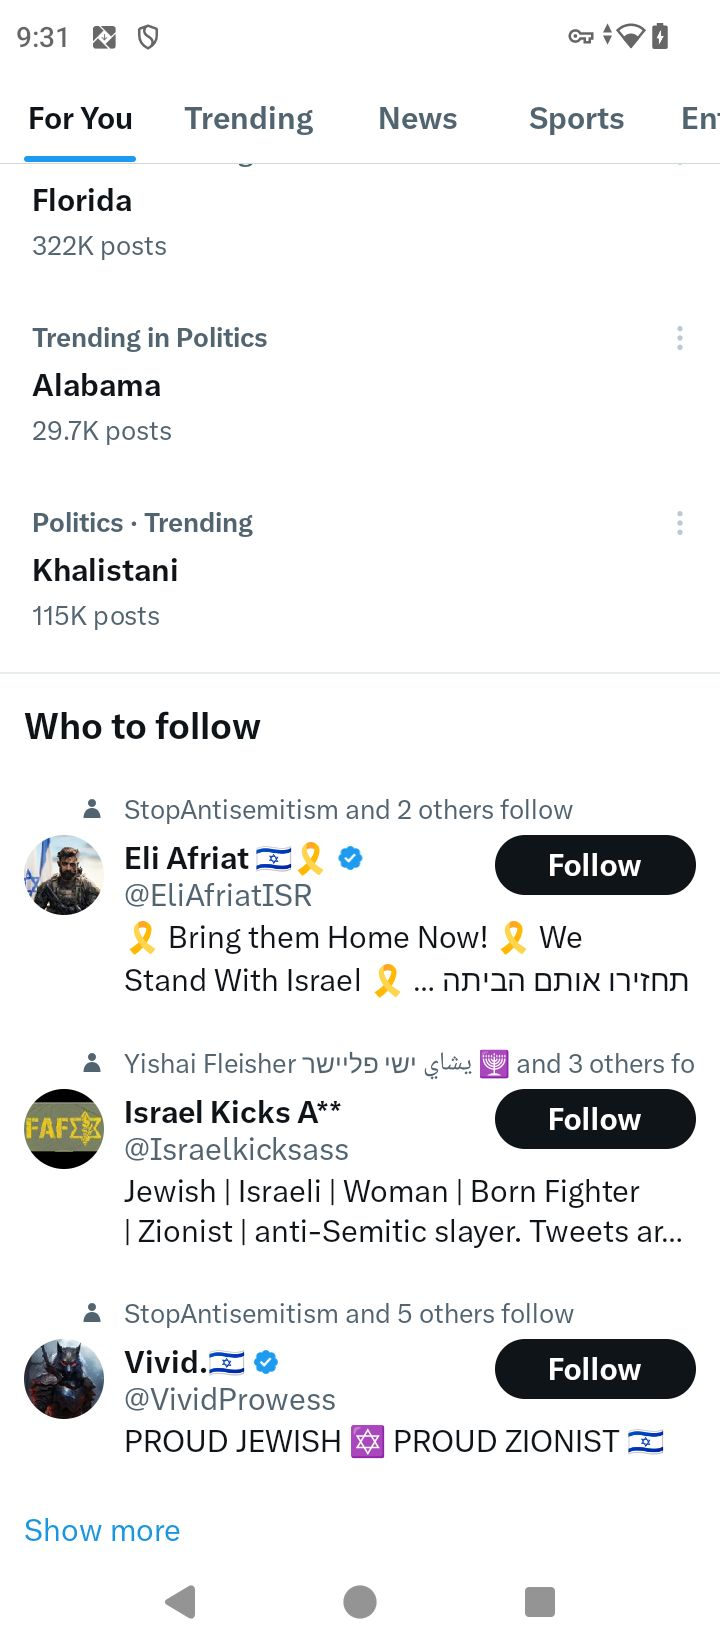 9:31
For You Trending News Sports En
Florida
322K posts
Trending in Politics
Alabama
29.7K posts
Politics · Trending
Khalistani
115K posts
Who to follow
StopAntisemitism and 2 others follow
Eli Afriat 🇮🇱🎗️
Follow
@EliAfriatISR
🎗️ Bring them Home Now! 🎗️ We
Stand With Israel 🎗️ ... תחזירו אותם הביתה
Yishai Fleisher ישי פליישר يشاي 🕎 and 3 others fo
Israel Kicks A**
Follow
@Israelkicksass
FAFO
Jewish | Israeli | Woman | Born Fighter
| Zionist | anti-Semitic slayer. Tweets ar...
StopAntisemitism and 5 others follow
Vivid.🇮🇱
Follow
@VividProwess
PROUD JEWISH 🔯 PROUD ZIONIST 🇮🇱
Show more